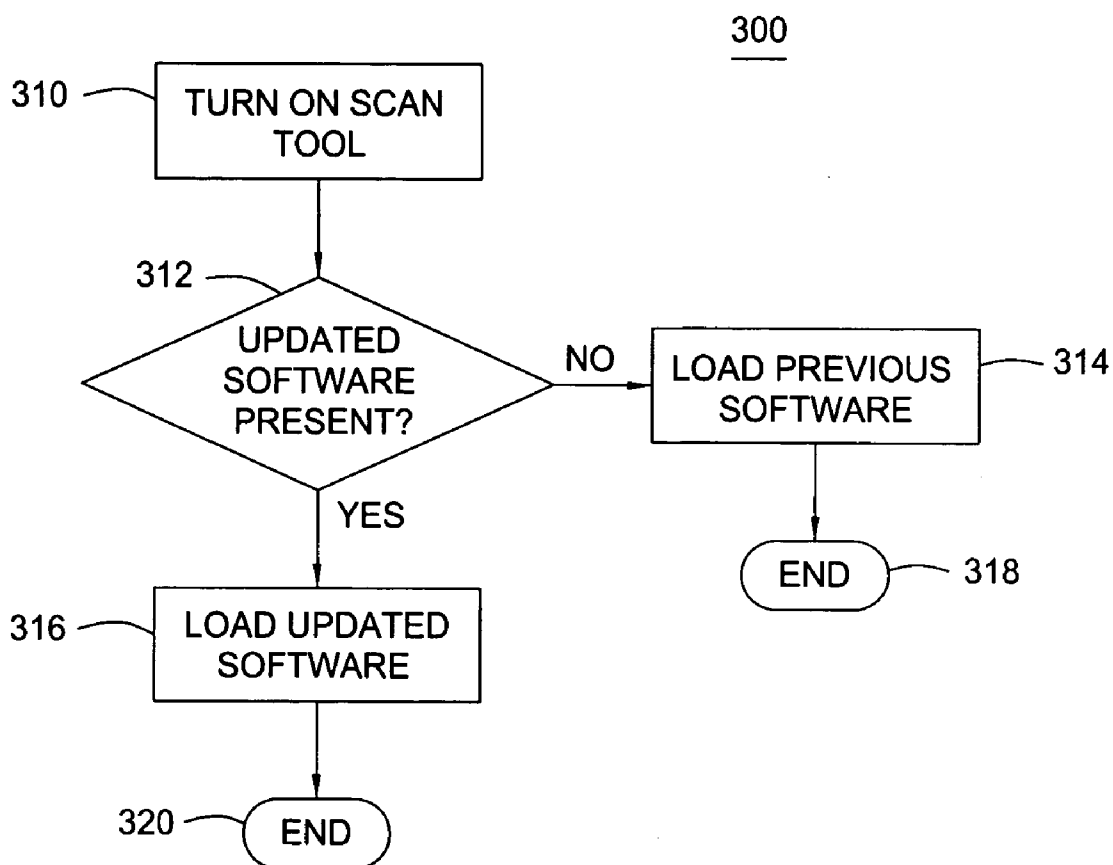 300
310
TURN ON SCAN
TOOL
312
UPDATED
SOFTWARE
PRESENT?
NO
LOAD PREVIOUS
SOFTWARE
314
YES
END
318
316
LOAD UPDATED
SOFTWARE
320
END